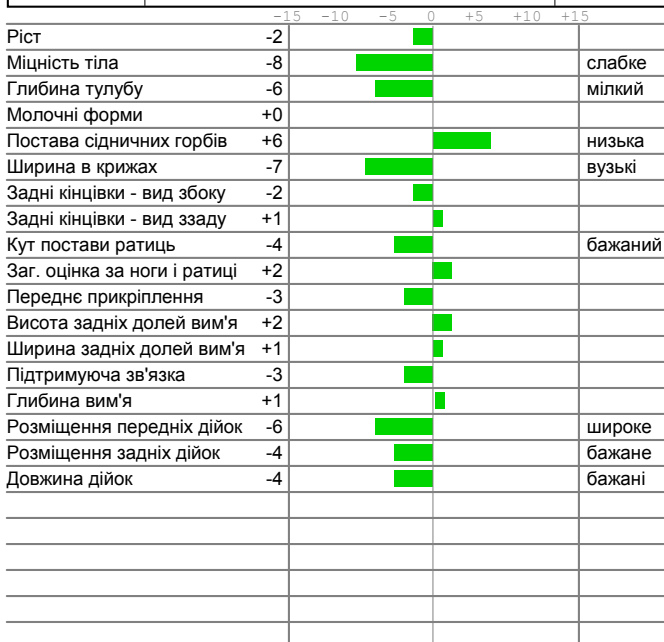 -15 -10 -5 0 +5 +10 +15
Ріст -2
Міцність тіла -8 слабке
Глибина тулубу -6 мілкий
Молочні форми +0
Постава сідничних горбів +6 низька
Ширина в крижах -7 вузькі
Задні кінцівки - вид збоку -2
Задні кінцівки - вид ззаду +1
Кут постави ратиць -4 бажаний
Заг. оцінка за ноги і ратиці +2
Переднє прикріплення -3
Висота задніх долей вим'я +2
Ширина задніх долей вим'я +1
Підтримуюча зв'язка -3
Глибина вим'я +1
Розміщення передніх дійок -6 широке
Розміщення задніх дійок -4 бажане
Довжина дійок -4 бажані